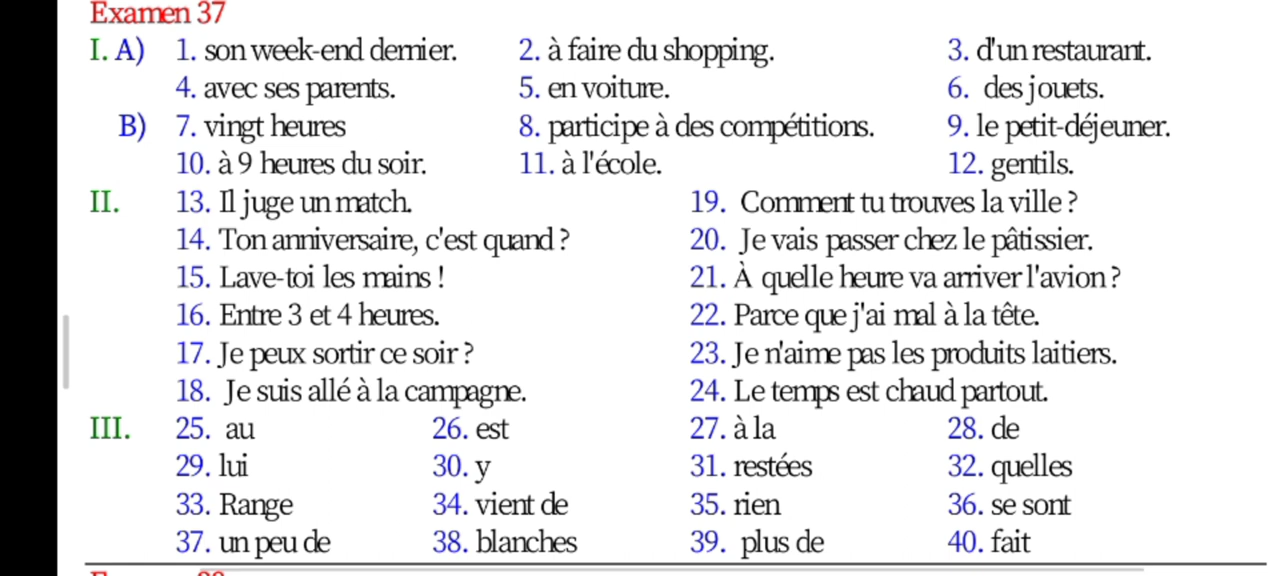 Examen 37
I. A) 1. son week-end dernier. 2. à faire du shopping. 3. d'un restaurant.
4. avec ses parents. 5. en voiture. 6. des jouets.
B) 7. vingt heures 8. participe à des compétitions. 9. le petit-déjeuner.
10. à 9 heures du soir. 11. à l'école. 12. gentils.
II. 13. Il juge un match. 19. Comment tu trouves la ville ?
14. Ton anniversaire, c'est quand ? 20. Je vais passer chez le pâtissier.
15. Lave-toi les mains ! 21. À quelle heure va arriver l'avion ?
16. Entre 3 et 4 heures. 22. Parce que j'ai mal à la tête.
17. Je peux sortir ce soir ? 23. Je n'aime pas les produits laitiers.
18. Je suis allé à la campagne. 24. Le temps est chaud partout.
III. 25. au 26. est 27. à la 28. de
29. lui 30. y 31. restées 32. quelles
33. Range 34. vient de 35. rien 36. se sont
37. un peu de 38. blanches 39. plus de 40. fait